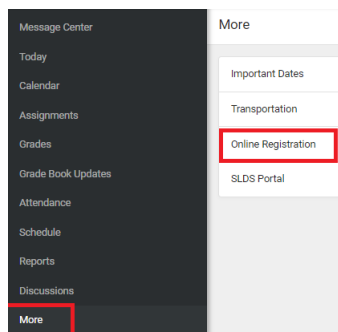 Message Center
Today
Calendar
Assignments
Grades
Grade Book Updates
Attendance
Schedule
Reports
Discussions
More
More
Important Dates
Transportation
Online Registration
SLDS Portal